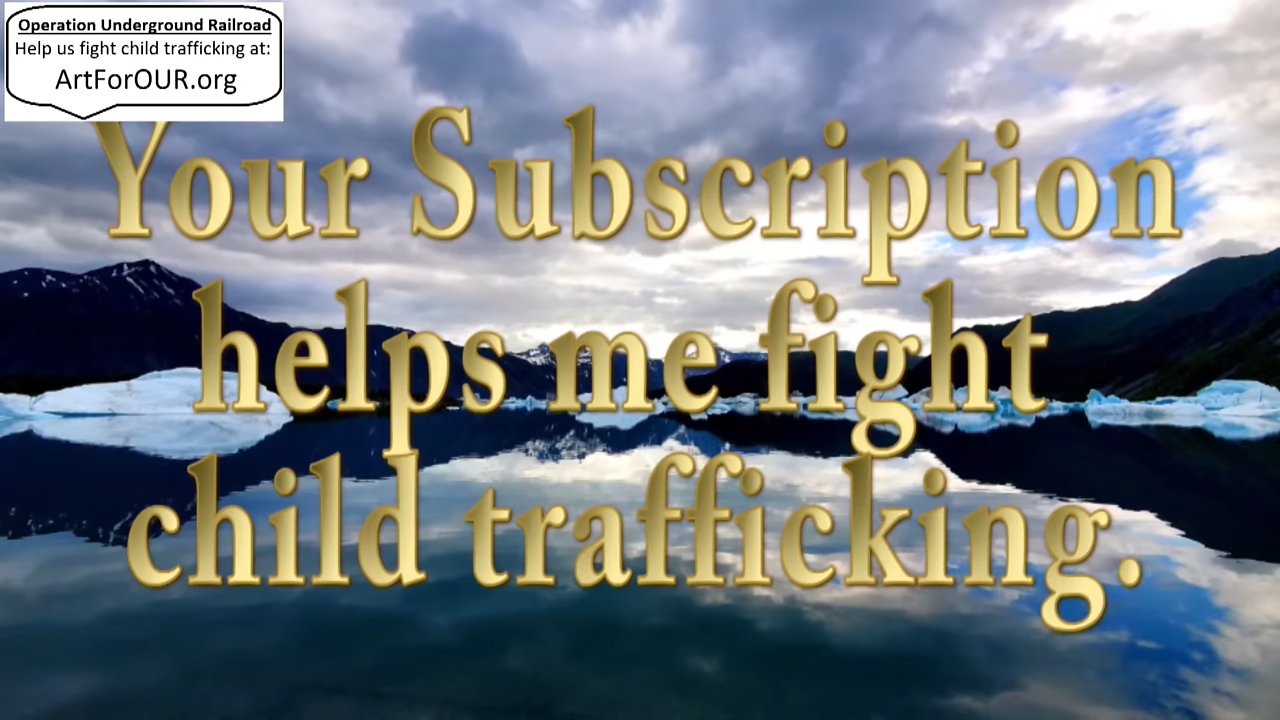 Operation Underground Railroad
Help us fight child trafficking at:
ArtForOUR.org
Your Subscription
helps me fight
child trafficking.